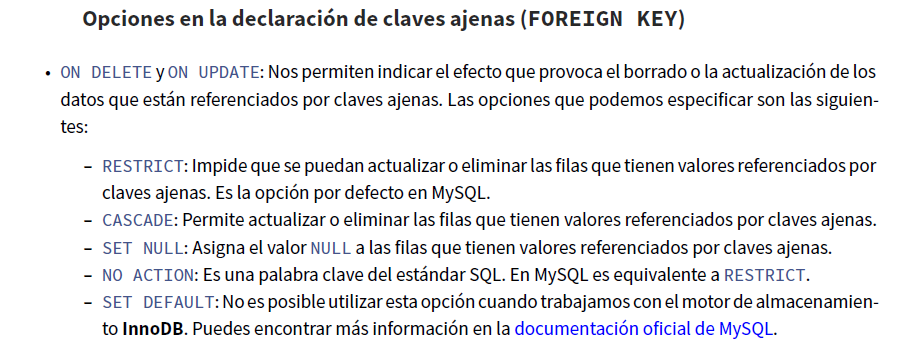 Opciones en la declaración de claves ajenas (FOREIGN KEY)
• ON DELETE y ON UPDATE: Nos permiten indicar el efecto que provoca el borrado o la actualización de los
datos que están referenciados por claves ajenas. Las opciones que podemos especificar son las siguien-
tes:
– RESTRICT: Impide que se puedan actualizar o eliminar las filas que tienen valores referenciados por
claves ajenas. Es la opción por defecto en MySQL.
– CASCADE: Permite actualizar o eliminar las filas que tienen valores referenciados por claves ajenas.
– SET NULL: Asigna el valor NULL a las filas que tienen valores referenciados por claves ajenas.
– NO ACTION: Es una palabra clave del estándar SQL. En MySQL es equivalente a RESTRICT.
– SET DEFAULT: No es posible utilizar esta opción cuando trabajamos con el motor de almacenamien-
to InnoDB. Puedes encontrar más información en la documentación oficial de MySQL.